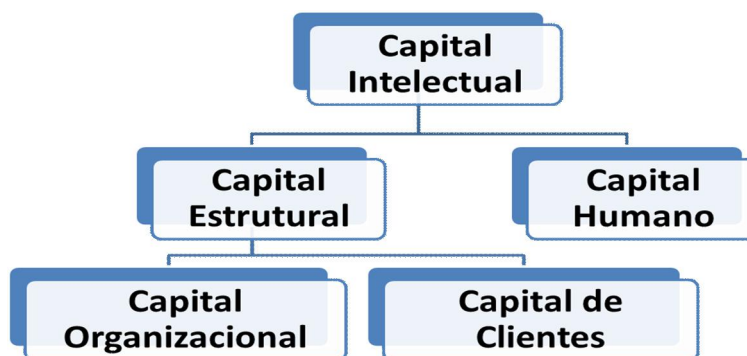 Capital
Intelectual
Capital
Estrutural
Capital
Humano
Capital
Organizacional
Capital de
Clientes